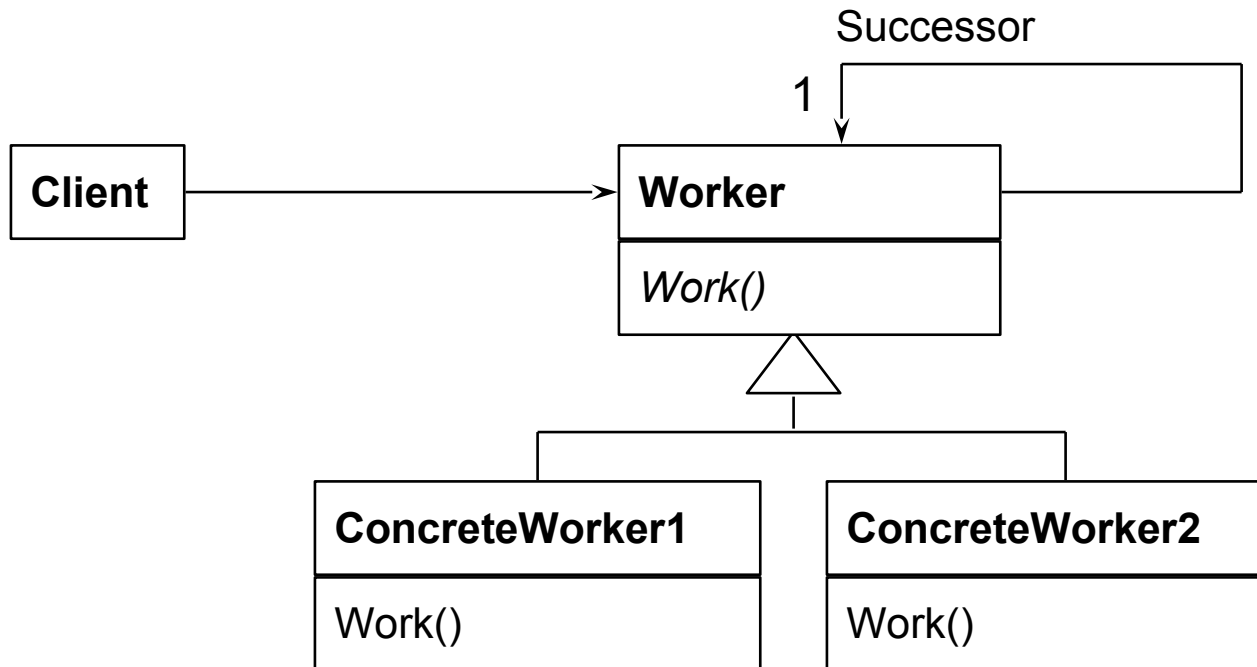 Successor
1
Client
Worker
Work()
ConcreteWorker1
ConcreteWorker2
Work()
Work()